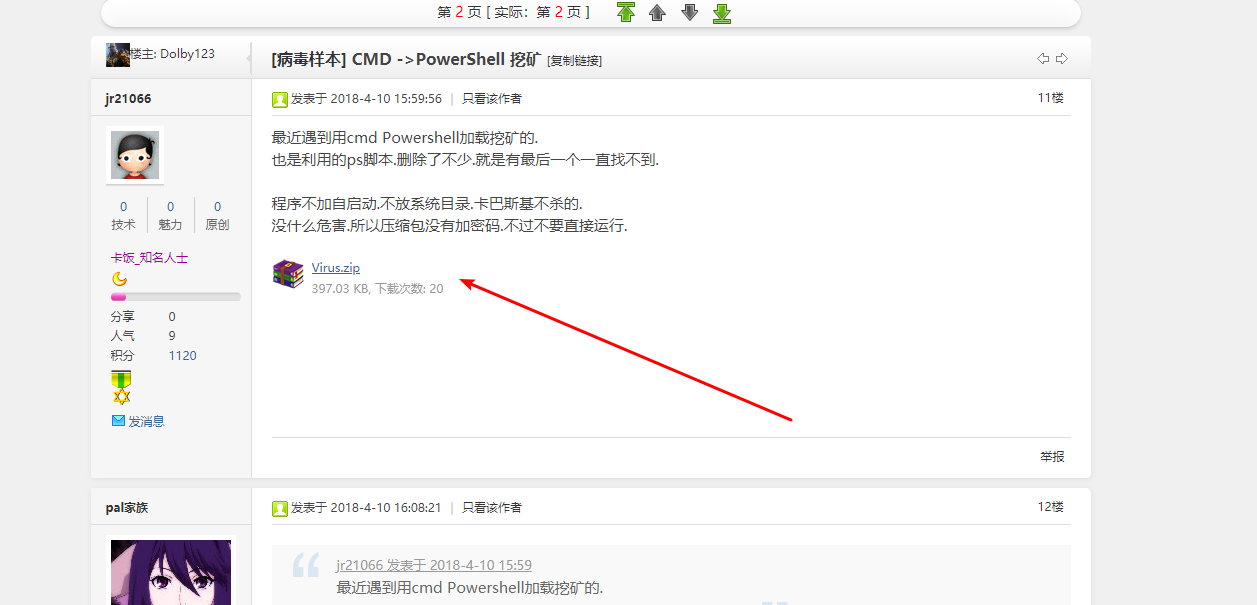 第 2 页 [ 实际：第 2 页 ]
楼主: Dolby123
[病毒样本] CMD ->PowerShell 挖矿 [复制链接]
jr21066
发表于 2018-4-10 15:59:56 | 只看该作者
11楼
最近遇到用cmd Powershell加载挖矿的.
也是利用的ps脚本.删除了不少.就是有最后一个一直找不到.
程序不加自启动.不放系统目录.卡巴斯基不杀的.
没什么危害.所以压缩包没有加密码.不过不要直接运行.
Virus.zip
397.03 KB, 下载次数: 20
0 0 0
技术 魅力 原创
卡饭_知名人士
分享 0
人气 9
积分 1120
发消息
举报
pal家族
发表于 2018-4-10 16:08:21 | 只看该作者
12楼
jr21066 发表于 2018-4-10 15:59
最近遇到用cmd Powershell加载挖矿的.